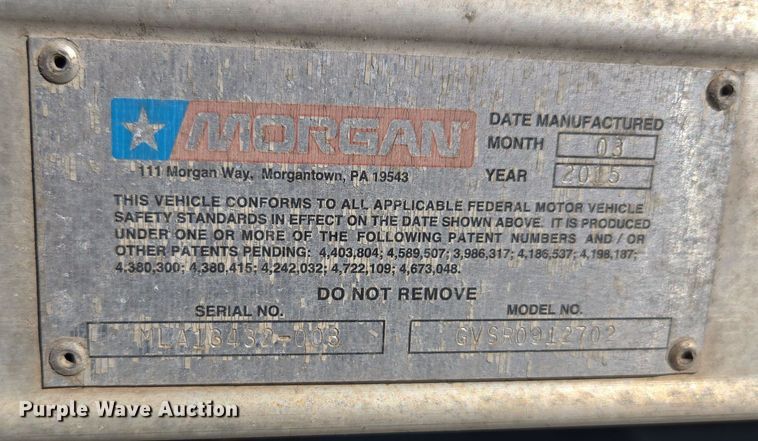 MORGAN
111 Morgan Way, Morgantown, PA 19543
DATE MANUFACTURED
MONTH 03
YEAR 2015
THIS VEHICLE CONFORMS TO ALL APPLICABLE FEDERAL MOTOR VEHICLE
SAFETY STANDARDS IN EFFECT ON THE DATE SHOWN ABOVE. IT IS PRODUCED
UNDER ONE OR MORE OF THE FOLLOWING PATENT NUMBERS AND / OR
OTHER PATENTS PENDING: 4,403,804; 4,589,507; 3,986,317; 4,186,537; 4,198,187;
4,380,300; 4,380,415; 4,242,032; 4,722,109; 4,673,048.
DO NOT REMOVE
SERIAL NO. MODEL NO.
MLA13432-003 GVSR0912702
Purple Wave Auction